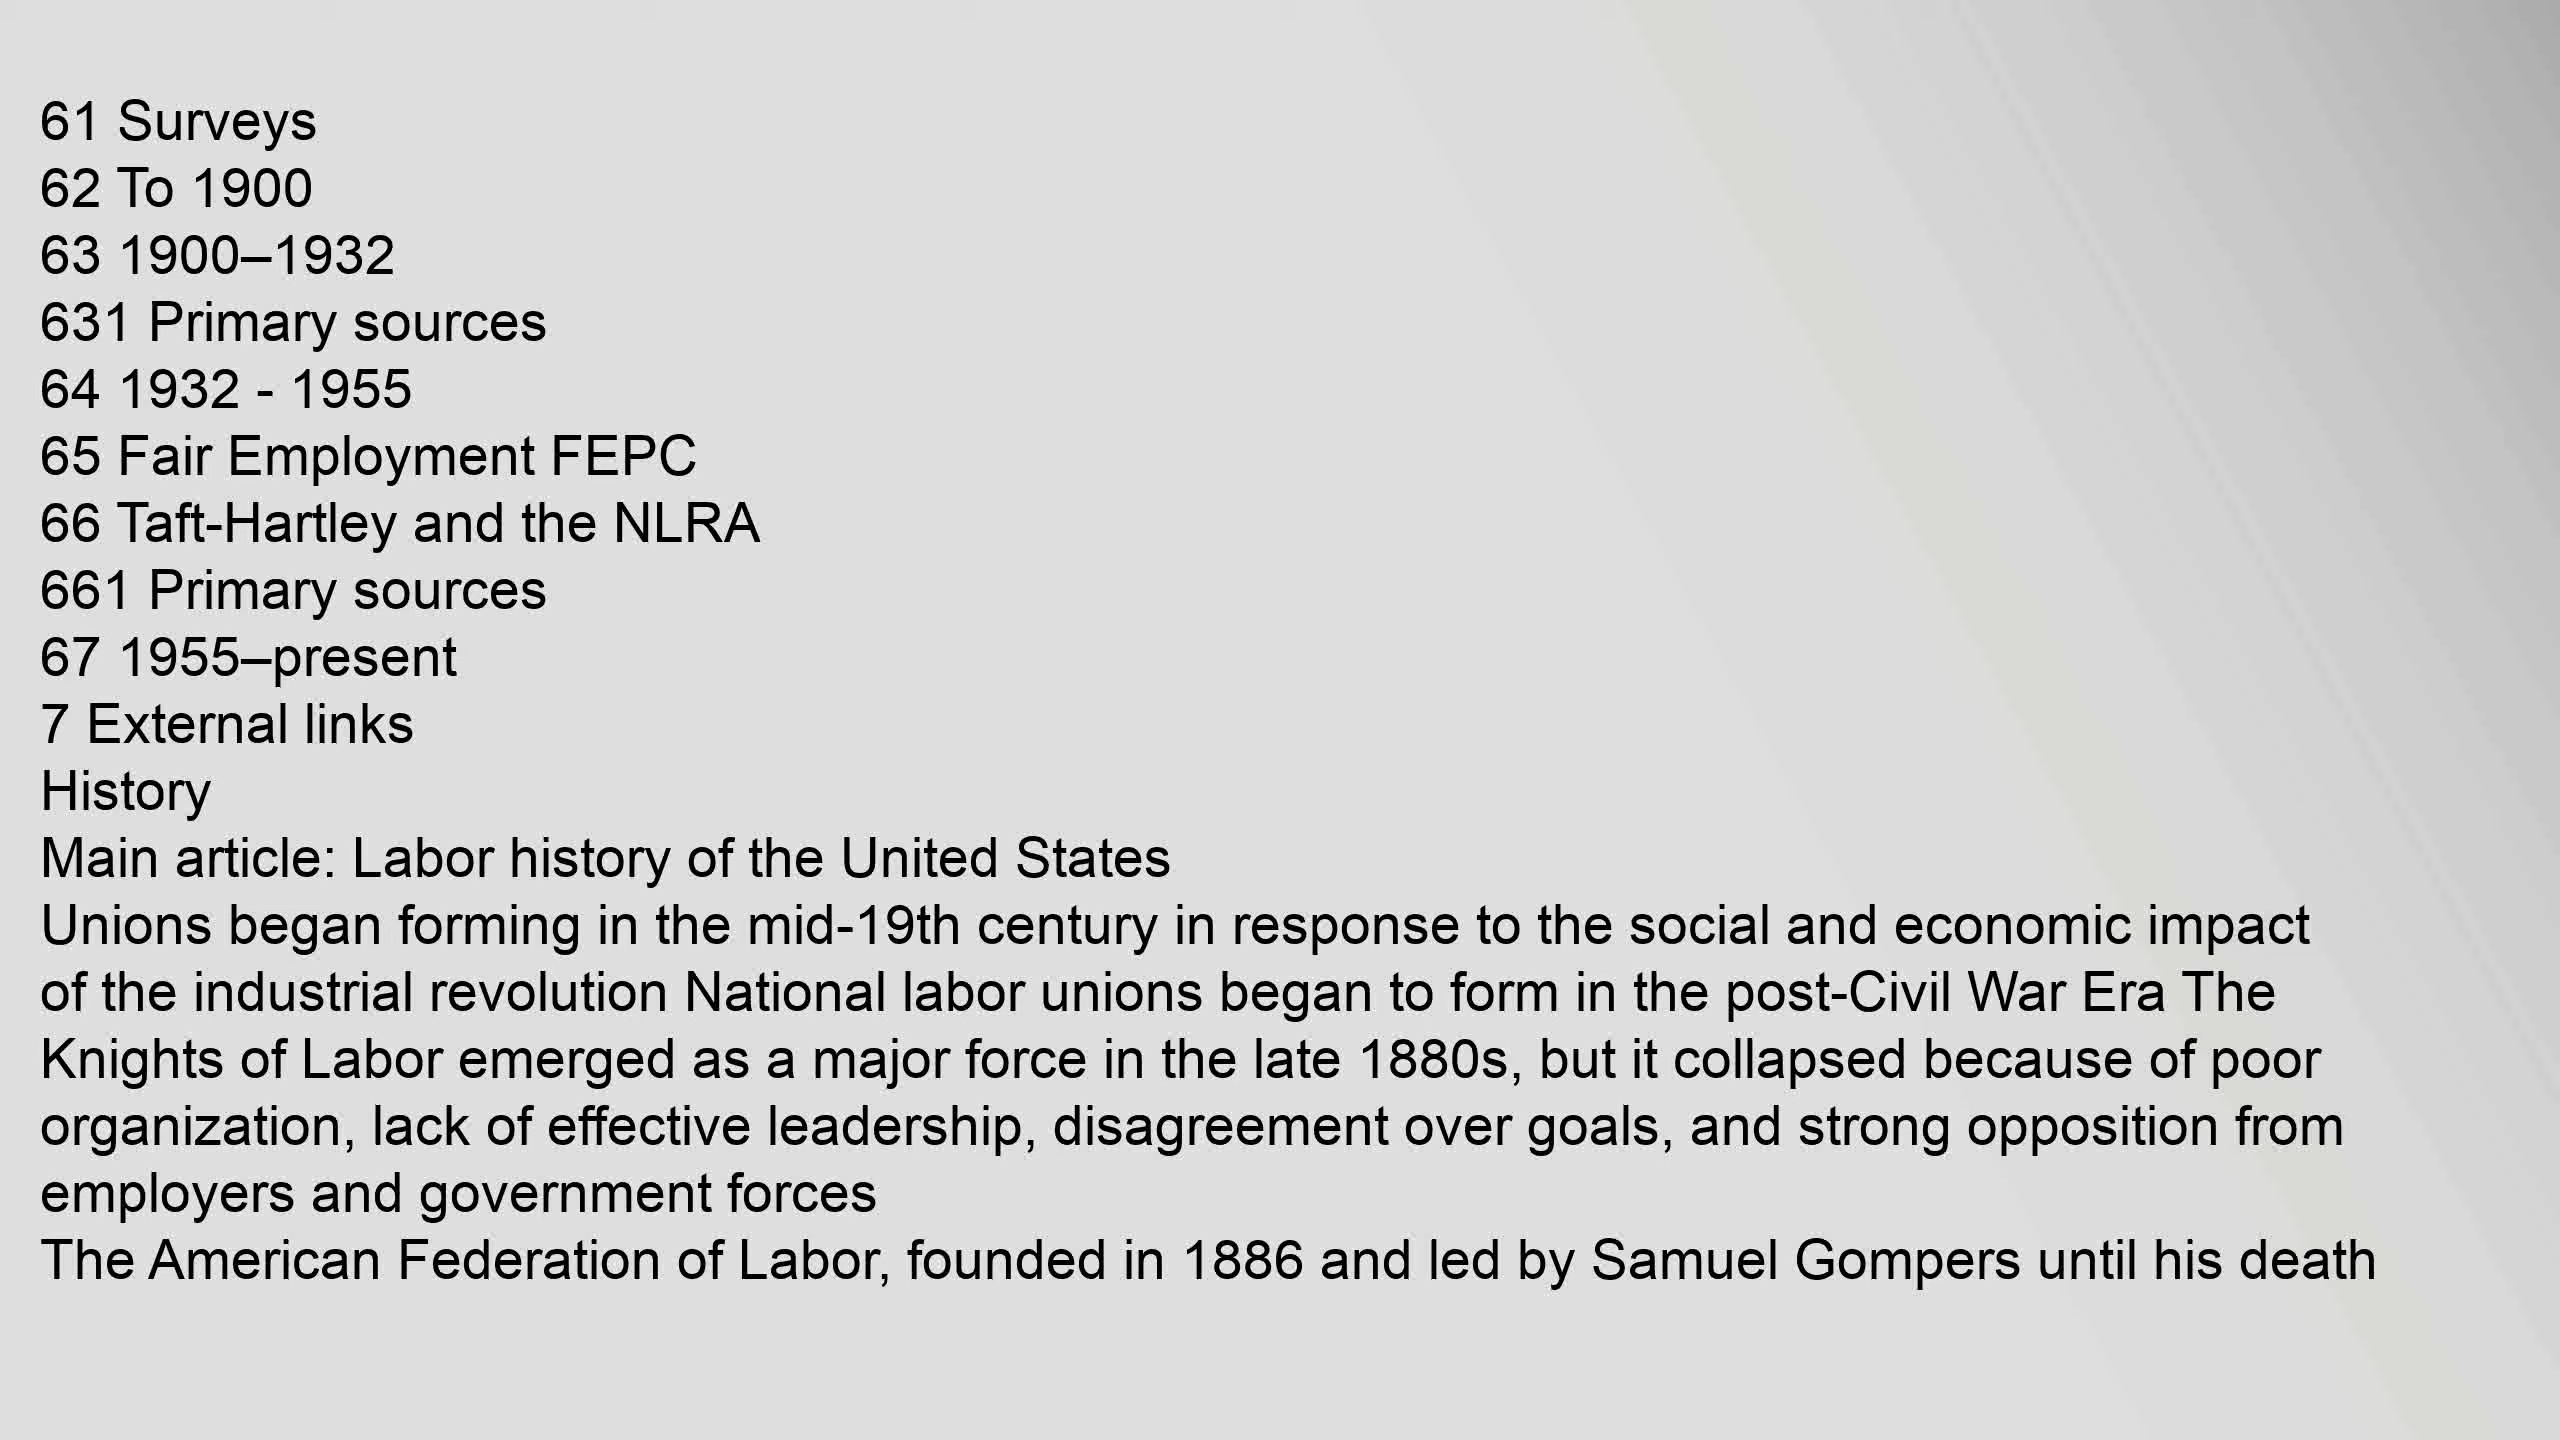 61 Surveys
62 To 1900
63 1900–1932
631 Primary sources
64 1932 - 1955
65 Fair Employment FEPC
66 Taft-Hartley and the NLRA
661 Primary sources
67 1955–present
7 External links
History
Main article: Labor history of the United States
Unions began forming in the mid-19th century in response to the social and economic impact
of the industrial revolution National labor unions began to form in the post-Civil War Era The
Knights of Labor emerged as a major force in the late 1880s, but it collapsed because of poor
organization, lack of effective leadership, disagreement over goals, and strong opposition from
employers and government forces
The American Federation of Labor, founded in 1886 and led by Samuel Gompers until his death